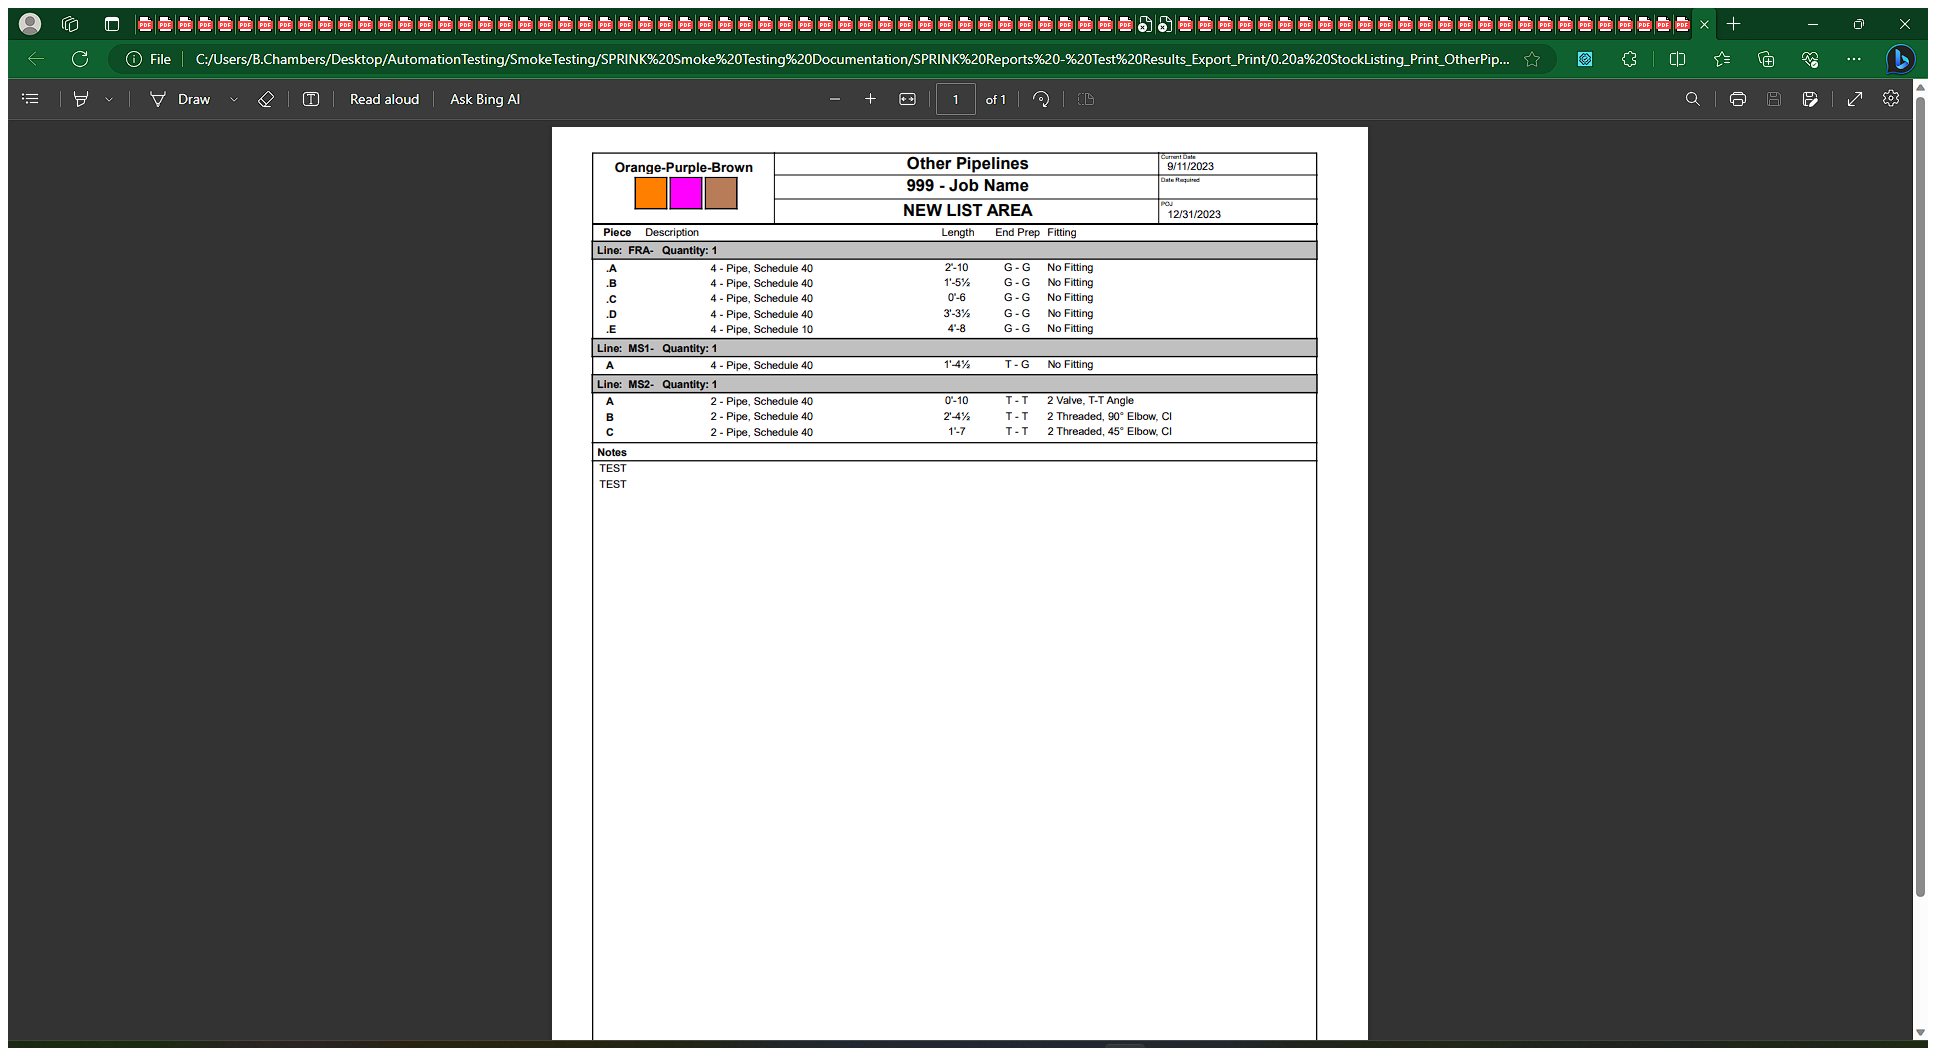 File C:/Users/B.Chambers/Desktop/AutomationTesting/SmokeTesting/SPRINK%20Smoke%20Testing%20Documentation/SPRINK%20Reports%20-%20Test%20Results_Export_Print/0.20a%20StockListing_Print_OtherPip...
Draw Read aloud Ask Bing AI 1 of 1
Orange-Purple-Brown
Other Pipelines
999 - Job Name
NEW LIST AREA
Current Date
9/11/2023
Date Required
POJ
12/31/2023
Piece Description Length End Prep Fitting
Line: FRA- Quantity: 1
.A 4 - Pipe, Schedule 40 2'-10 G - G No Fitting
.B 4 - Pipe, Schedule 40 1'-5½ G - G No Fitting
.C 4 - Pipe, Schedule 40 0'-6 G - G No Fitting
.D 4 - Pipe, Schedule 40 3'-3½ G - G No Fitting
.E 4 - Pipe, Schedule 10 4'-8 G - G No Fitting
Line: MS1- Quantity: 1
A 4 - Pipe, Schedule 40 1'-4½ T - G No Fitting
Line: MS2- Quantity: 1
A 2 - Pipe, Schedule 40 0'-10 T - T 2 Valve, T-T Angle
B 2 - Pipe, Schedule 40 2'-4½ T - T 2 Threaded, 90° Elbow, CI
C 2 - Pipe, Schedule 40 1'-7 T - T 2 Threaded, 45° Elbow, CI
Notes
TEST
TEST